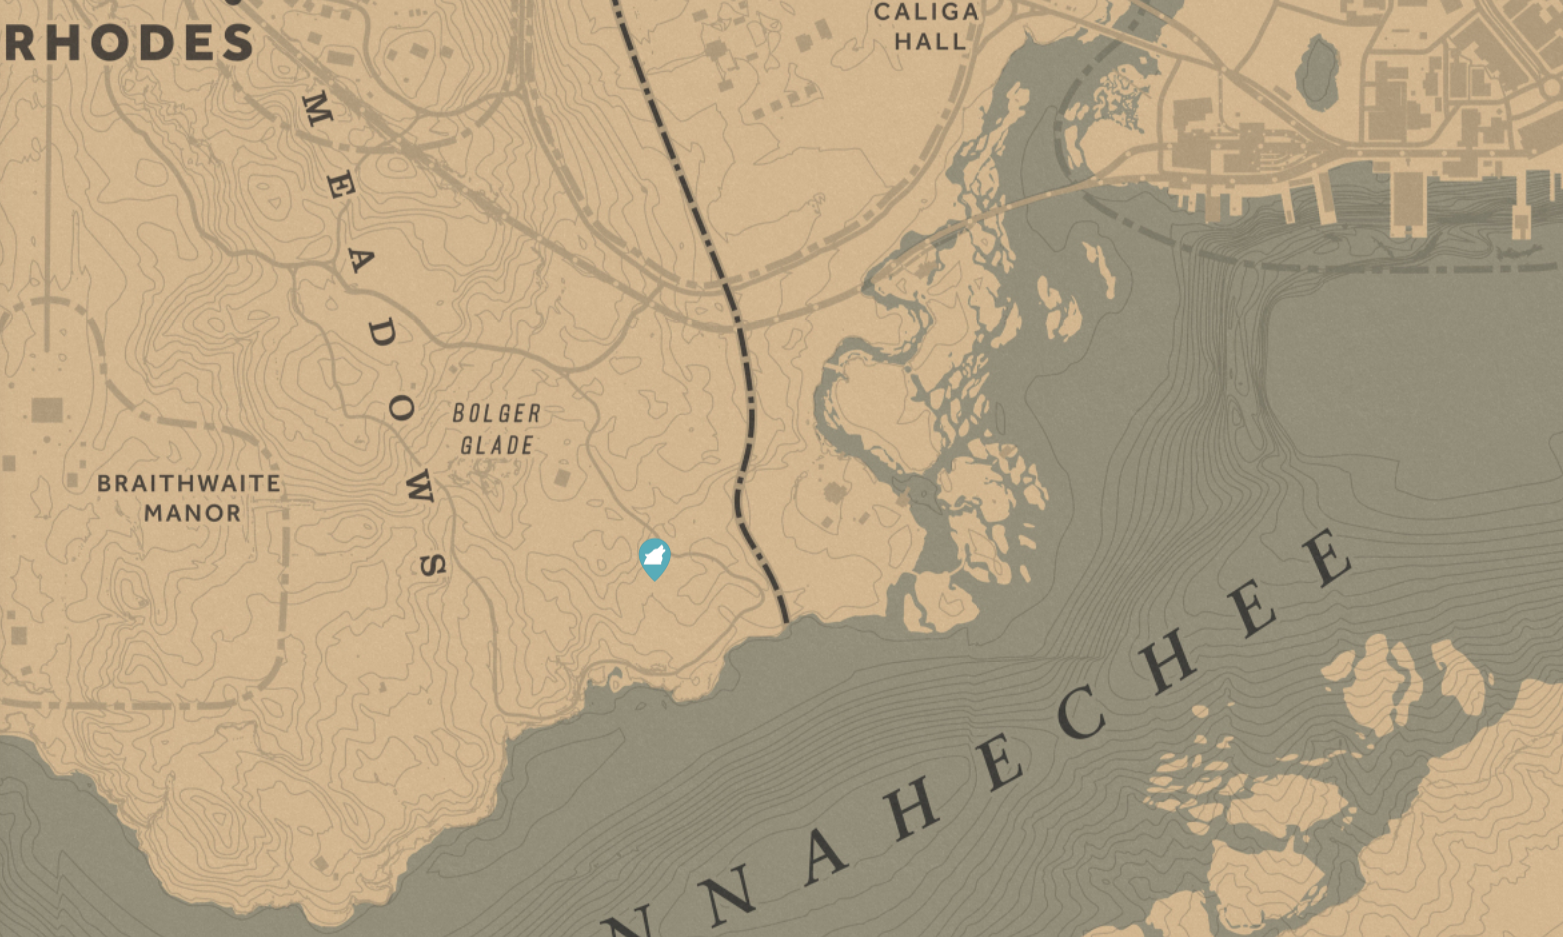 CALIGA
HALL
RHODES
MEADOWS
BOLGER
GLADE
BRAITHWAITE
MANOR
NNAHECHEE